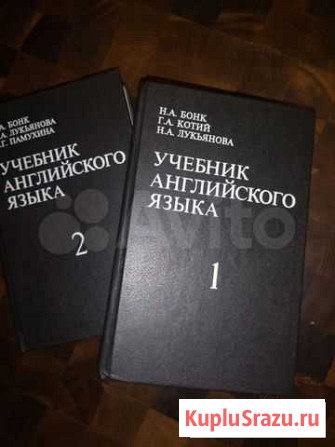 .А. БОНК
.А. ЛУКЬЯНОВА
.Г. ПАМУХИНА
УЧЕБНИК
АНГЛИЙСКОГО
ЯЗЫКА
2
Н.А. БОНК
Г.А. КОТИЙ
Н.А. ЛУКЬЯНОВА
УЧЕБНИК
АНГЛИЙСКОГО
ЯЗЫКА
1
Avito
KupluSrazu.ru